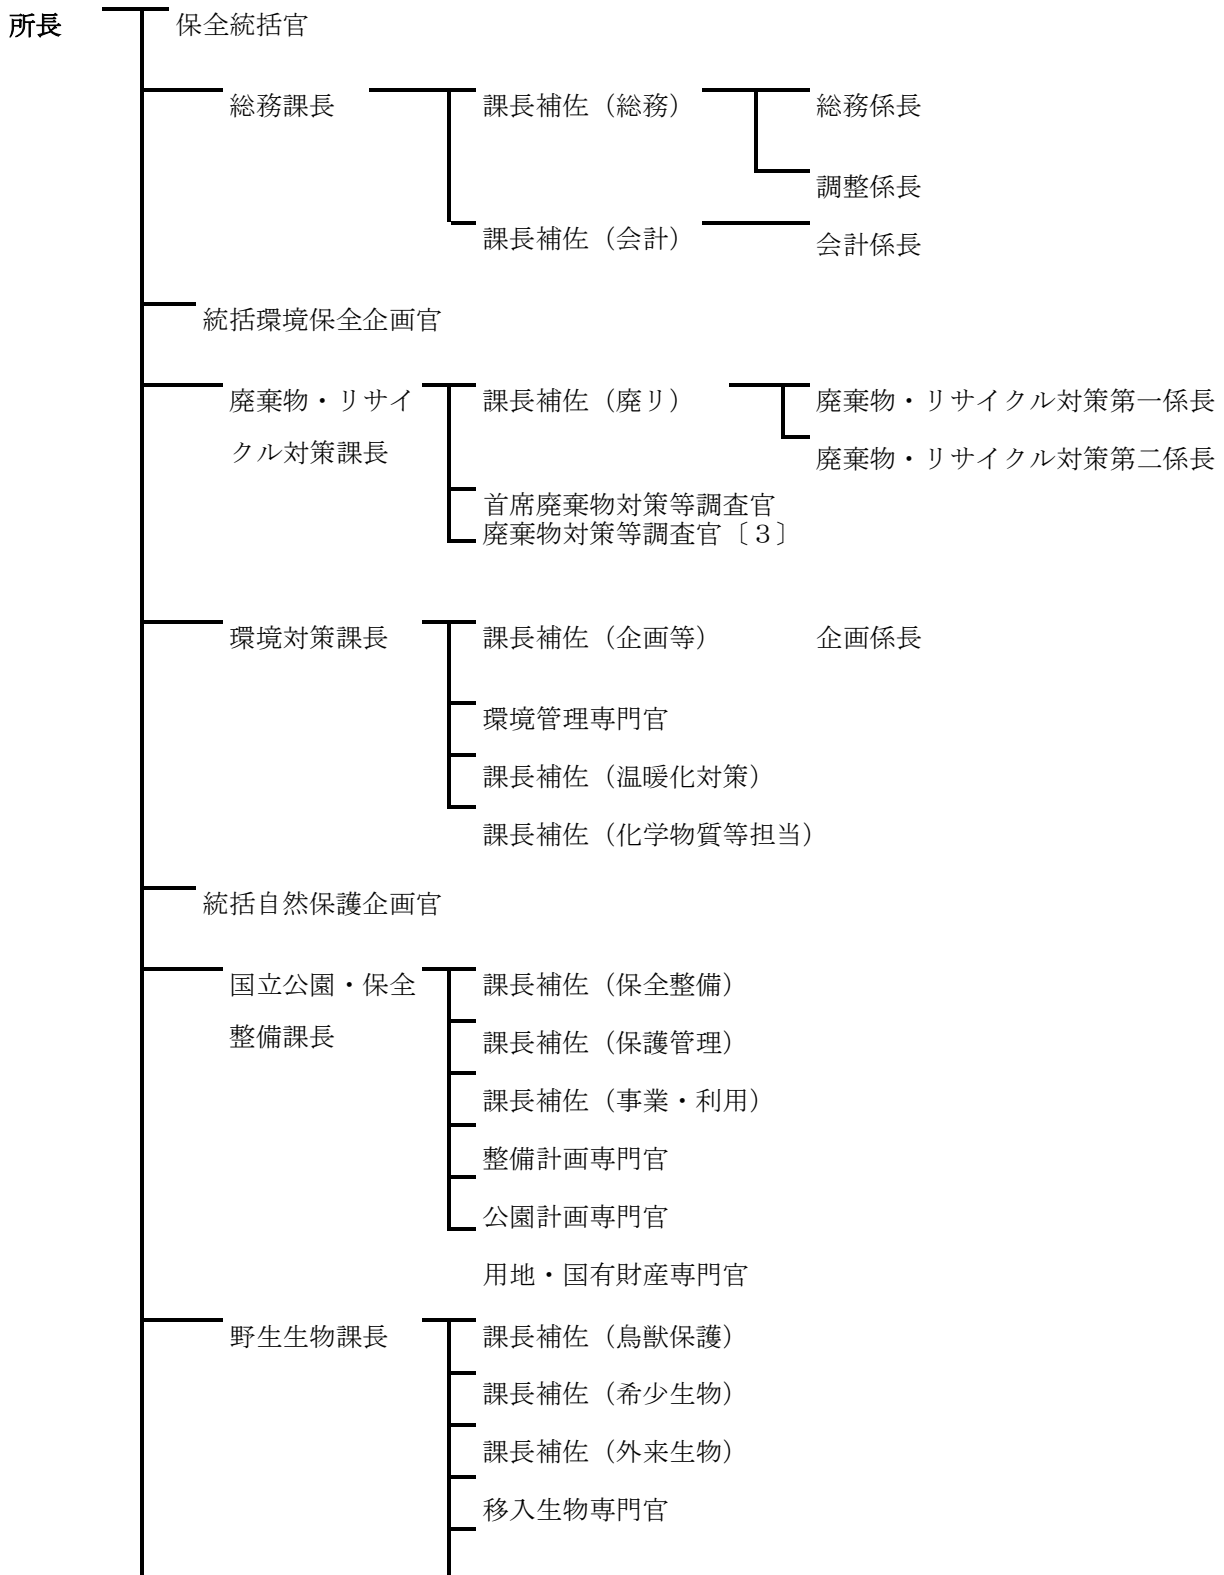 所長
保全統括官
総務課長
課長補佐（総務）
総務係長
調整係長
課長補佐（会計）
会計係長
統括環境保全企画官
廃棄物・リサイ
クル対策課長
課長補佐（廃リ）
廃棄物・リサイクル対策第一係長
廃棄物・リサイクル対策第二係長
首席廃棄物対策等調査官
廃棄物対策等調査官〔３〕
環境対策課長
課長補佐（企画等）
企画係長
環境管理専門官
課長補佐（温暖化対策）
課長補佐（化学物質等担当）
統括自然保護企画官
国立公園・保全
整備課長
課長補佐（保全整備）
課長補佐（保護管理）
課長補佐（事業・利用）
整備計画専門官
公園計画専門官
用地・国有財産専門官
野生生物課長
課長補佐（鳥獣保護）
課長補佐（希少生物）
課長補佐（外来生物）
移入生物専門官